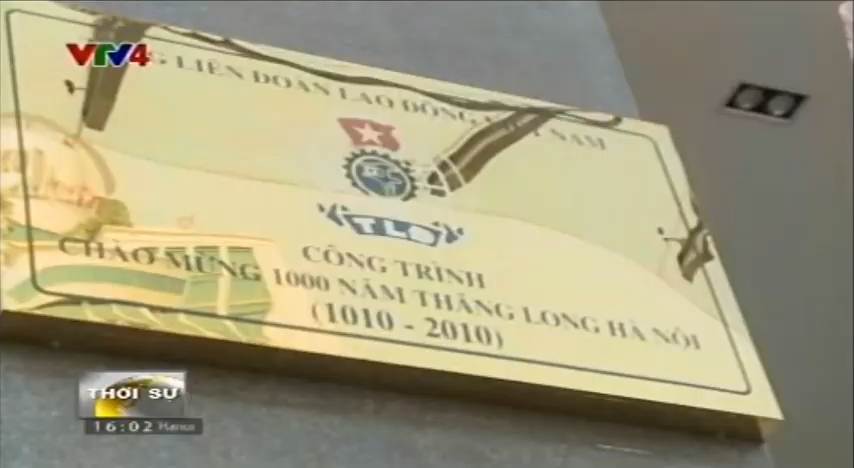 VTV4
G LIÊN ĐOÀN LAO ĐỘNG NAM
TLĐ
CÔNG TRÌNH
CHÀO MỪNG 1000 NĂM THĂNG LONG HÀ NỘI
(1010 - 2010)
THỜI SỰ
16:02 Hanoi